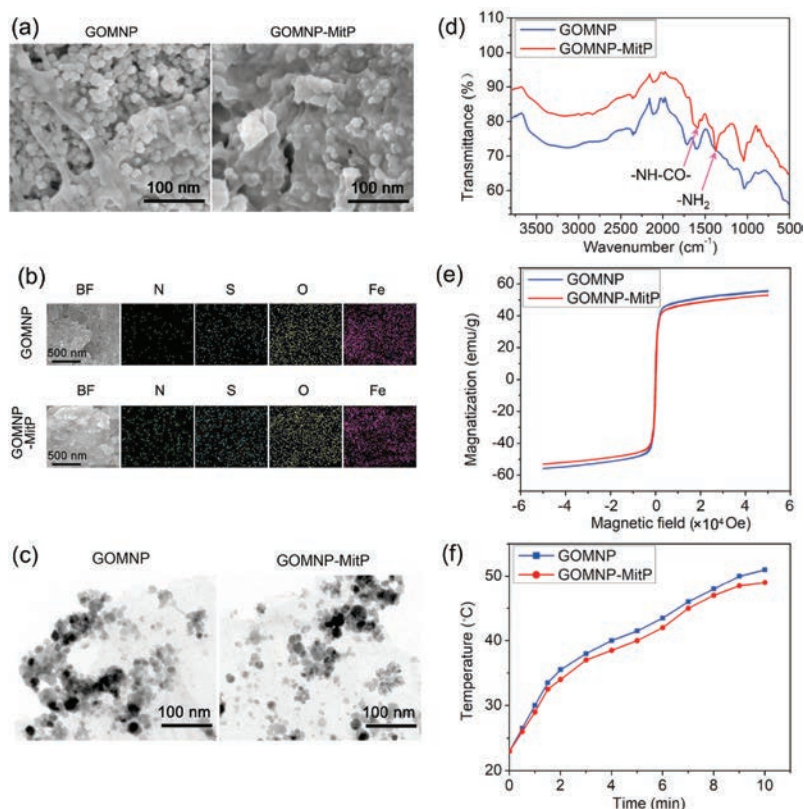 (a)
GOMNP GOMNP-MitP
100 nm 100 nm
(b)
BF N S O Fe
GOMNP
500 nm
BF N S O Fe
GOMNP
-MitP
500 nm
(c)
GOMNP GOMNP-MitP
100 nm 100 nm
(d)
GOMNP
GOMNP-MitP
110
100
90
80
70
60
Transmittance (%)
-NH-CO-
-NH2
3500 3000 2500 2000 1500 1000 500
Wavenumber (cm-1)
(e)
GOMNP
GOMNP-MitP
60
40
20
0
-20
-40
-60
Magnatization (emu/g)
-6 -4 -2 0 2 4 6
Magnetic field (×10⁴Oe)
(f)
GOMNP
GOMNP-MitP
50
40
30
20
Temperature (°C)
0 2 4 6 8 10
Time (min)